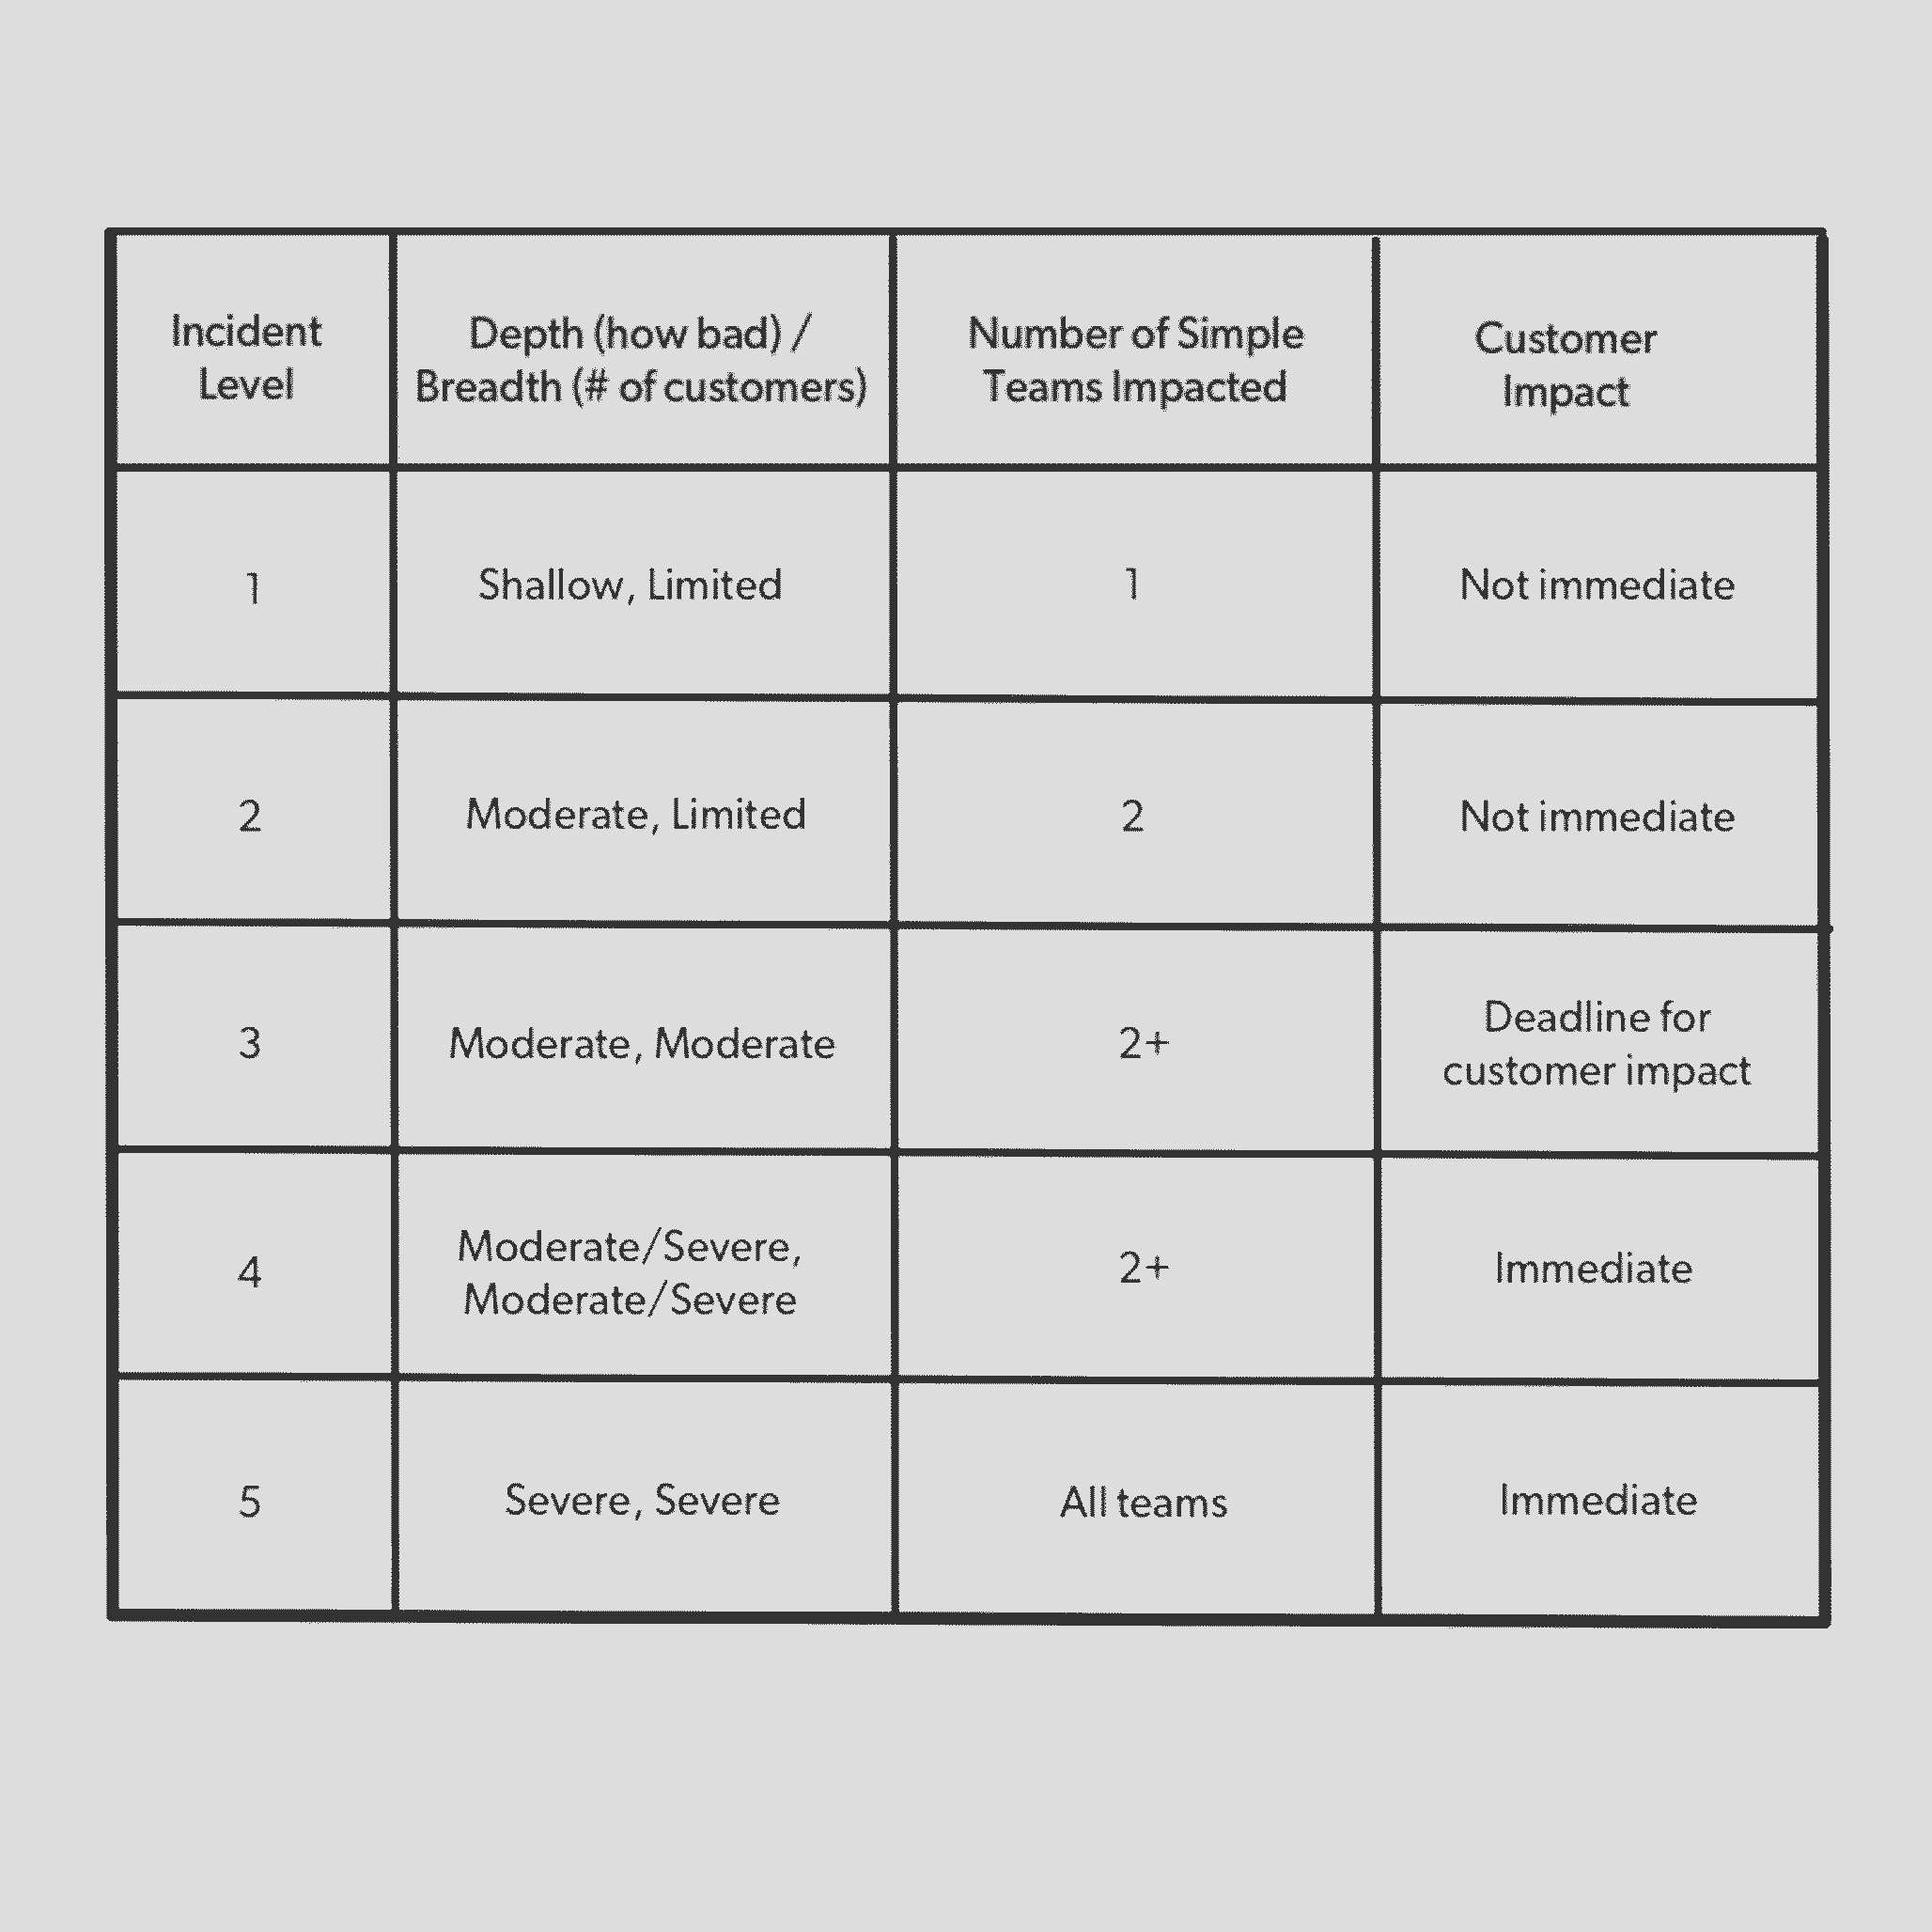 Incident
Level
Depth (how bad) /
Breadth (# of customers)
Number of Simple
Teams Impacted
Customer
Impact
1
Shallow, Limited
1
Not immediate
2
Moderate, Limited
2
Not immediate
3
Moderate, Moderate
2+
Deadline for
customer impact
4
Moderate/Severe,
Moderate/Severe
2+
Immediate
5
Severe, Severe
All teams
Immediate